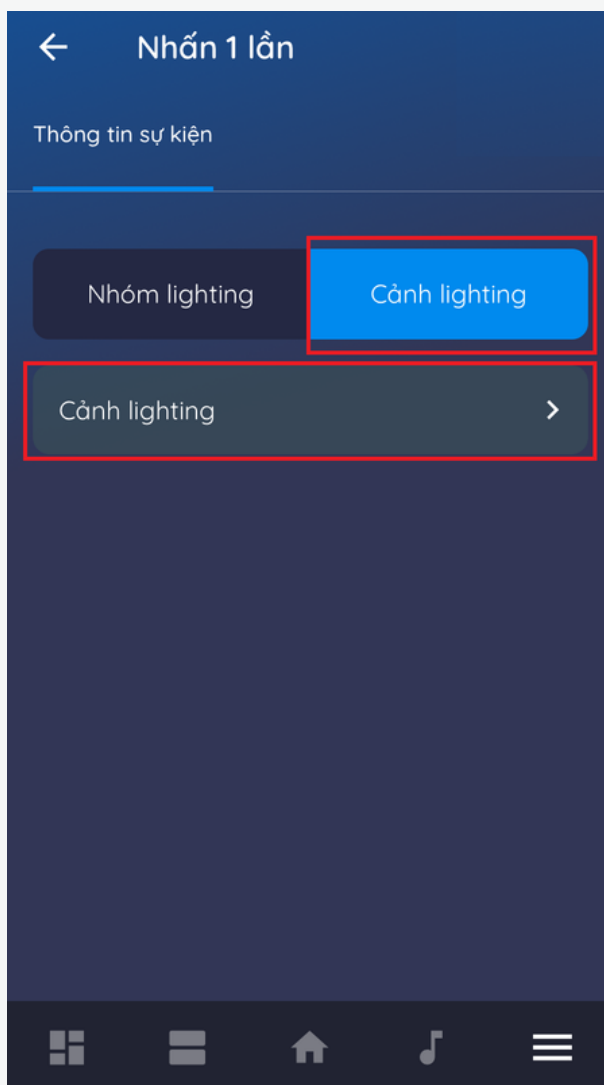 Nhấn 1 lần
Thông tin sự kiện
Nhóm lighting
Cảnh lighting
Cảnh lighting